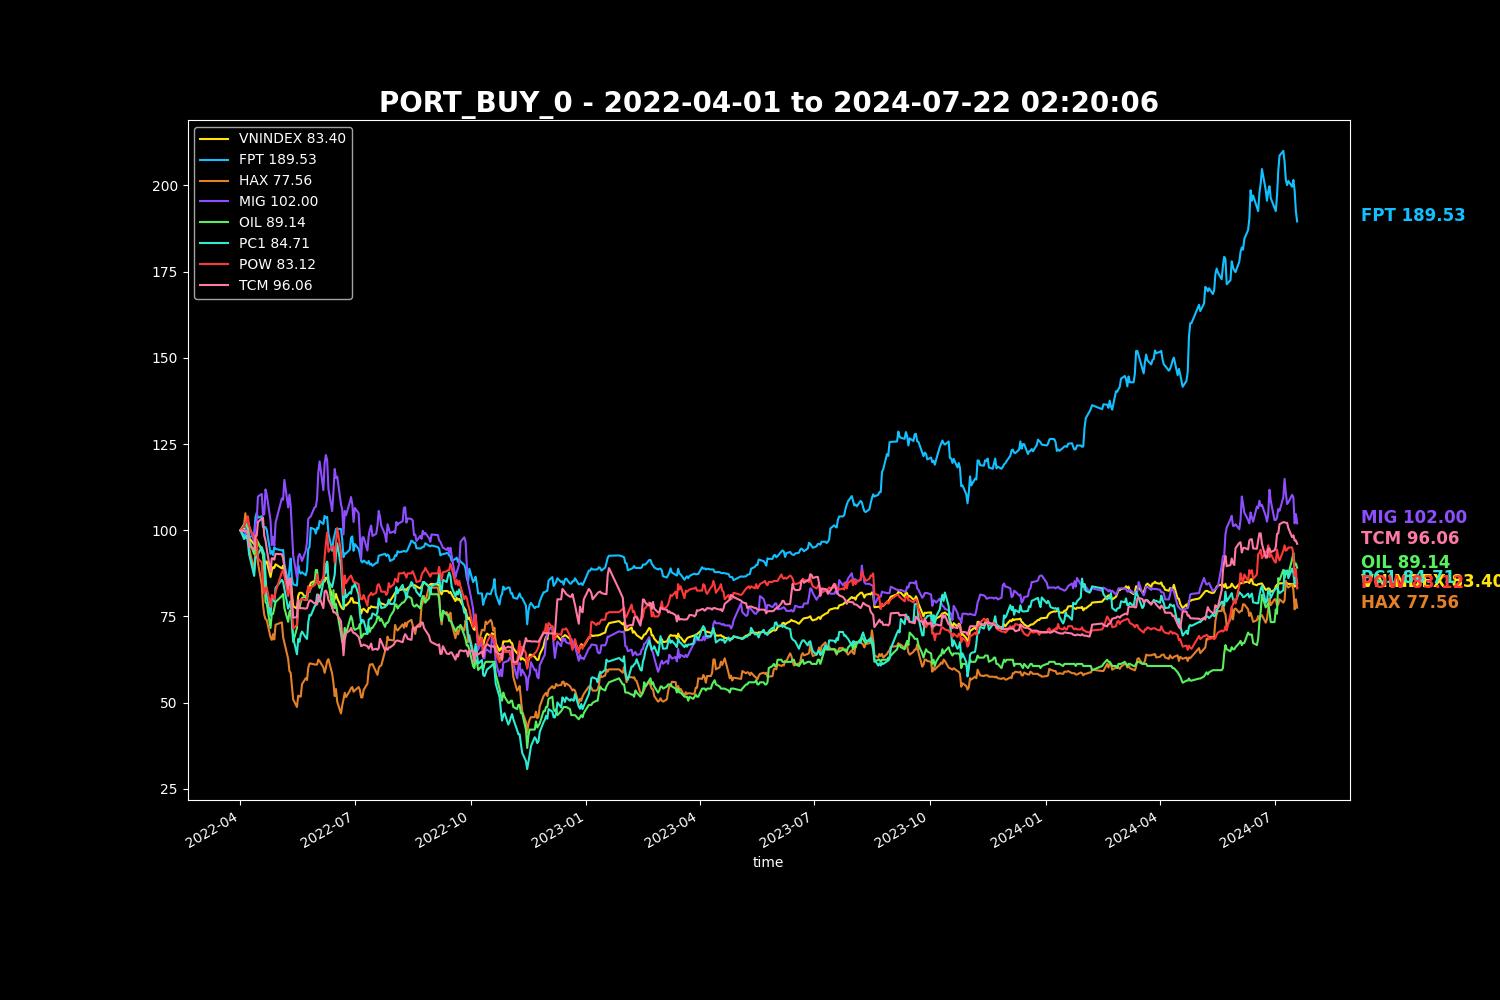 PORT_BUY_0 - 2022-04-01 to 2024-07-22 02:20:06
VNINDEX 83.40
FPT 189.53
HAX 77.56
MIG 102.00
OIL 89.14
PC1 84.71
POW 83.12
TCM 96.06
200
175
150
125
100
75
50
25
FPT 189.53
MIG 102.00
TCM 96.06
OIL 89.14
PC1 84.71
HAX 77.56
2022-04
2022-07
2022-10
2023-01
2023-04
2023-07
2023-10
2024-01
2024-04
2024-07
time